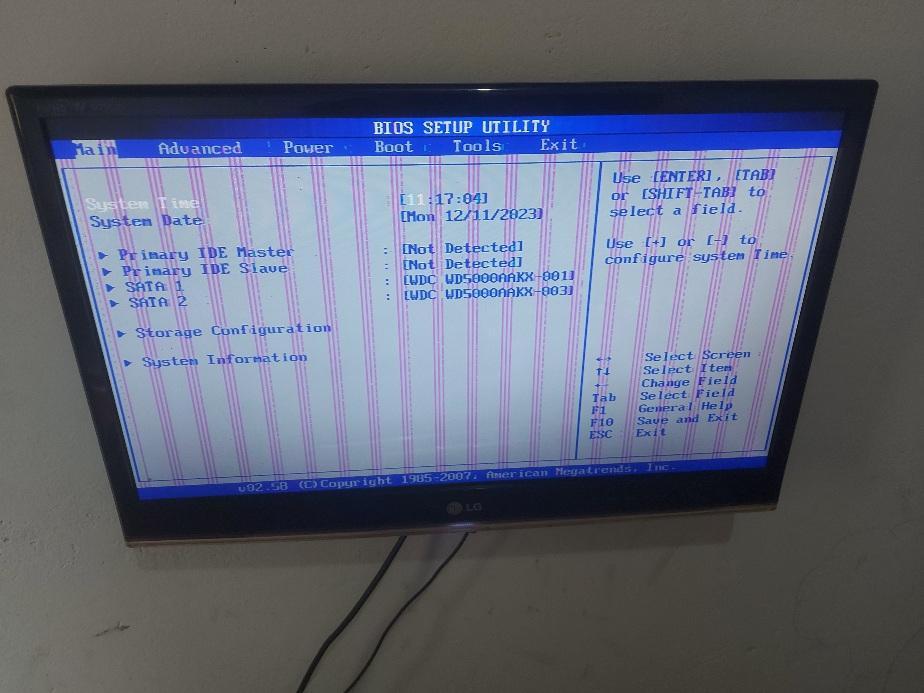 BIOS SETUP UTILITY
Main Advanced Power Boot Tools Exit
System Time [11:17:04]
System Date [Mon 12/11/2023]
Primary IDE Master : [Not Detected]
Primary IDE Slave : [Not Detected]
SATA 1 : [WDC WD5000AAKX-001]
SATA 2 : [WDC WD5000AAKX-003]
Storage Configuration
System Information
Use [ENTER], [TAB]
or [SHIFT-TAB] to
select a field.
Use [+] or [-] to
configure system Time.
↔ Select Screen
↑↓ Select Item
←- Change Field
Tab Select Field
F1 General Help
F10 Save and Exit
ESC Exit
v02.58 (C)Copyright 1985-2007, American Megatrends, Inc.
LG